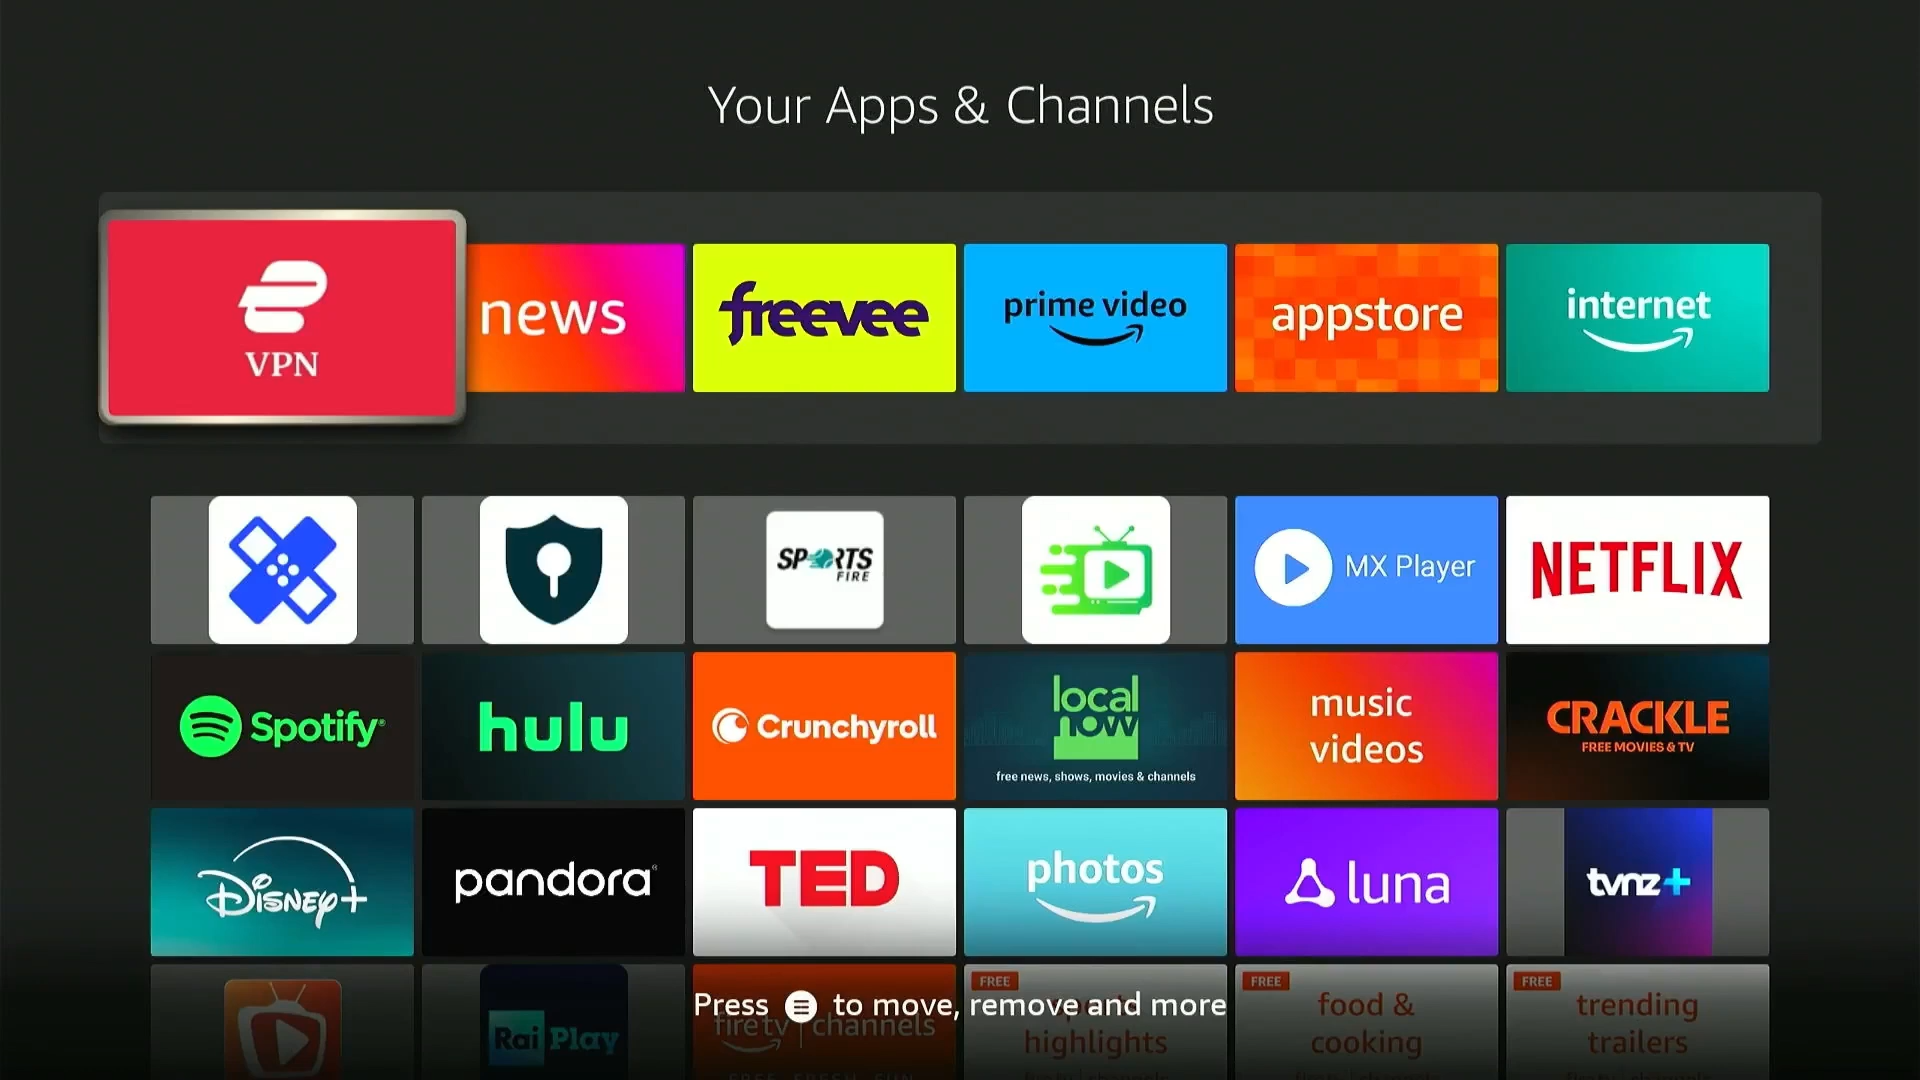 Your Apps & Channels
VPN
news
freevee
prime video
appstore
internet
SPORTS
FIRE
MX Player
NETFLIX
Spotify®
hulu
Crunchyroll
local
now
free news, shows, movies & channels
music
videos
CRACKLE
FREE MOVIES & TV
Disney+
pandora®
TED
photos
luna
tvnz+
Press to move, remove and more
Rai Play
fire tv | channels
FREE
highlights
FREE
food &
cooking
FREE
trending
trailers